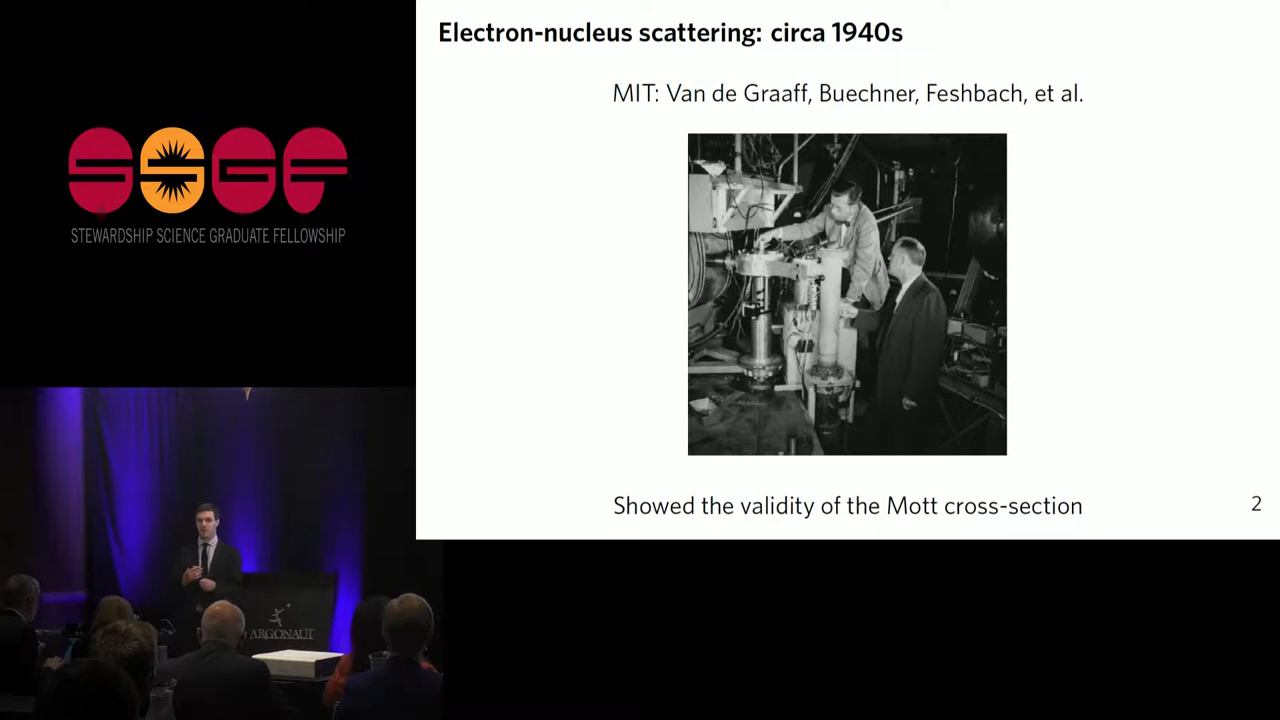 Electron-nucleus scattering: circa 1940s
MIT: Van de Graaff, Buechner, Feshbach, et al.
Showed the validity of the Mott cross-section
2
SSGF
STEWARDSHIP SCIENCE GRADUATE FELLOWSHIP
ARGONAUT